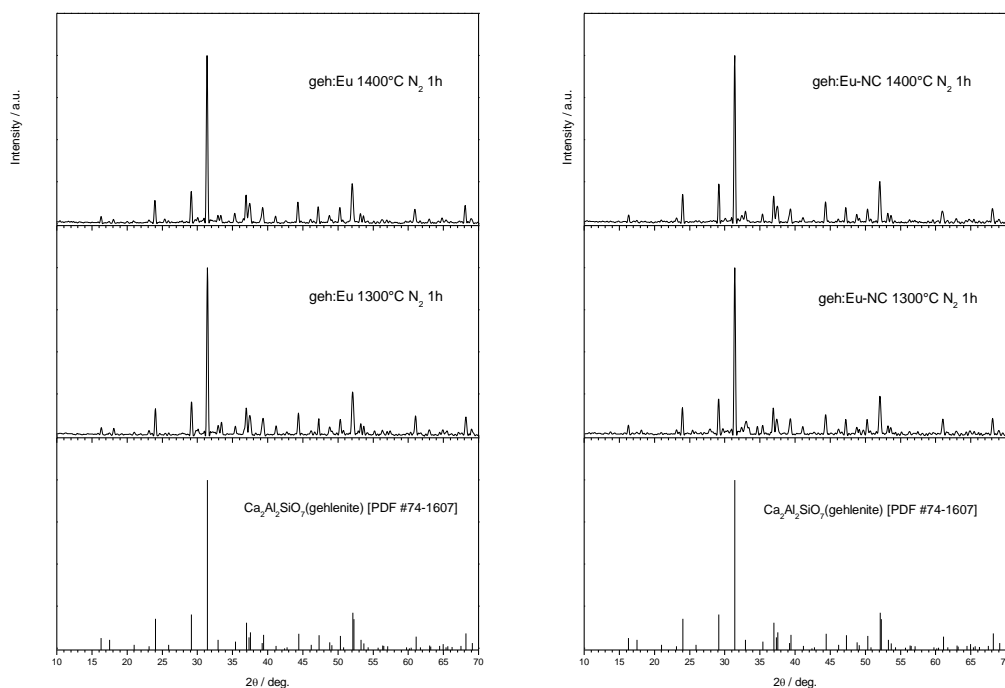 Intensity / a.u.
geh:Eu 1400°C N₂ 1h
geh:Eu 1300°C N₂ 1h
Ca₂Al₂SiO₇(gehlenite) [PDF #74-1607]
10 15 20 25 30 35 40 45 50 55 60 65 70
2θ / deg.
Intensity / a.u.
geh:Eu-NC 1400°C N₂ 1h
geh:Eu-NC 1300°C N₂ 1h
Ca₂Al₂SiO₇(gehlenite) [PDF #74-1607]
10 15 20 25 30 35 40 45 50 55 60 65 70
2θ / deg.